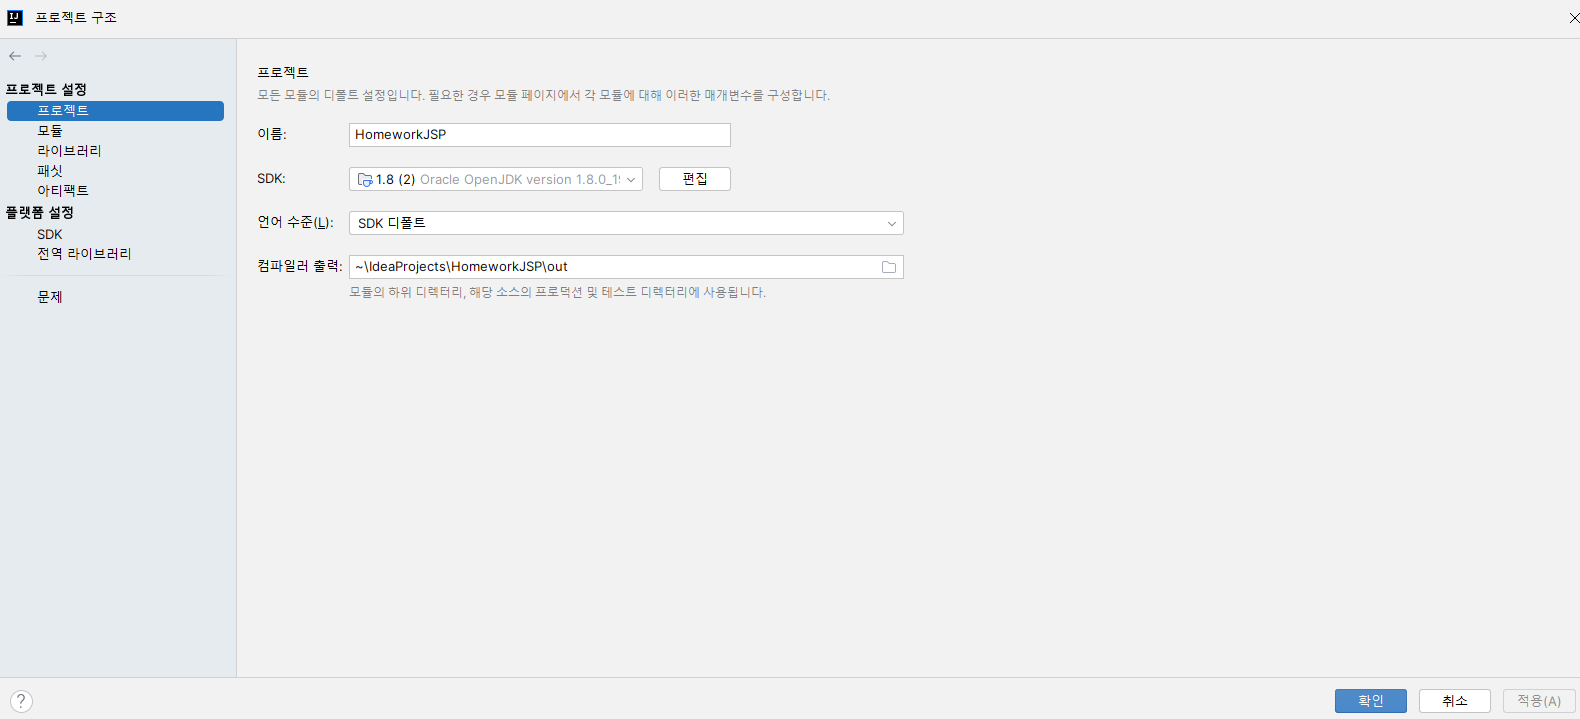 프로젝트 구조
프로젝트 설정
프로젝트
모듈
라이브러리
패싯
아티팩트
플랫폼 설정
SDK
전역 라이브러리
문제
프로젝트
모든 모듈의 디폴트 설정입니다. 필요한 경우 모듈 페이지에서 각 모듈에 대해 이러한 매개변수를 구성합니다.
이름: HomeworkJSP
SDK: 1.8 (2) Oracle OpenJDK version 1.8.0_19 편집
언어 수준(L): SDK 디폴트
컴파일러 출력: ~\IdeaProjects\HomeworkJSP\out
모듈의 하위 디렉터리, 해당 소스의 프로덕션 및 테스트 디렉터리에 사용됩니다.
? 확인 취소 적용(A)